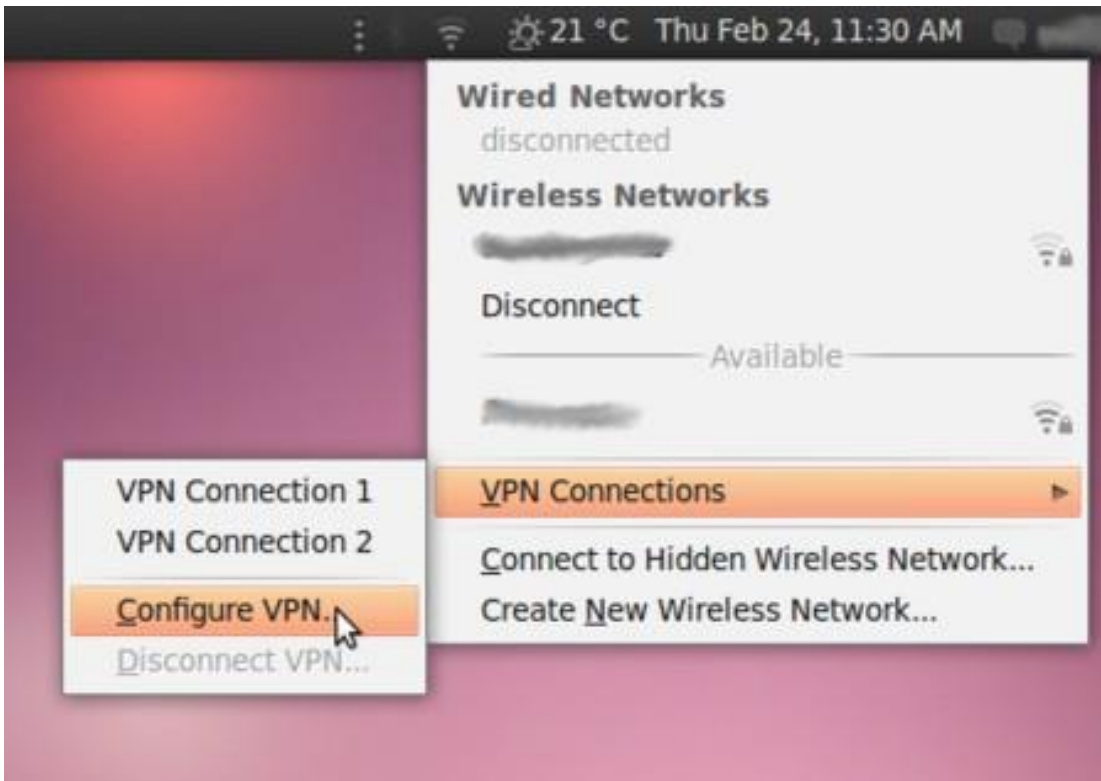 21 °C Thu Feb 24, 11:30 AM
Wired Networks
disconnected
Wireless Networks
Disconnect
Available
VPN Connections
Connect to Hidden Wireless Network...
Create New Wireless Network...
VPN Connection 1
VPN Connection 2
Configure VPN...
Disconnect VPN...